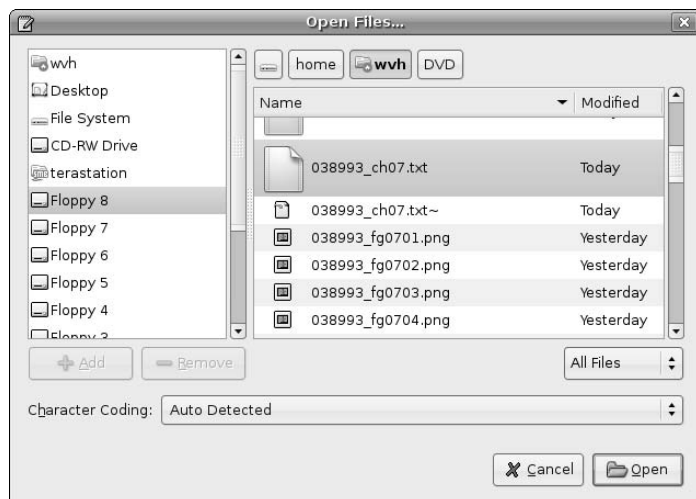 Open Files...
wvh
Desktop
File System
CD-RW Drive
terastation
Floppy 8
Floppy 7
Floppy 6
Floppy 5
Floppy 4
Floppy 3
home
wvh
DVD
Name Modified
038993_ch07.txt Today
038993_ch07.txt~ Today
038993_fg0701.png Yesterday
038993_fg0702.png Yesterday
038993_fg0703.png Yesterday
038993_fg0704.png Yesterday
Add
Remove
All Files
Character Coding: Auto Detected
Cancel
Open